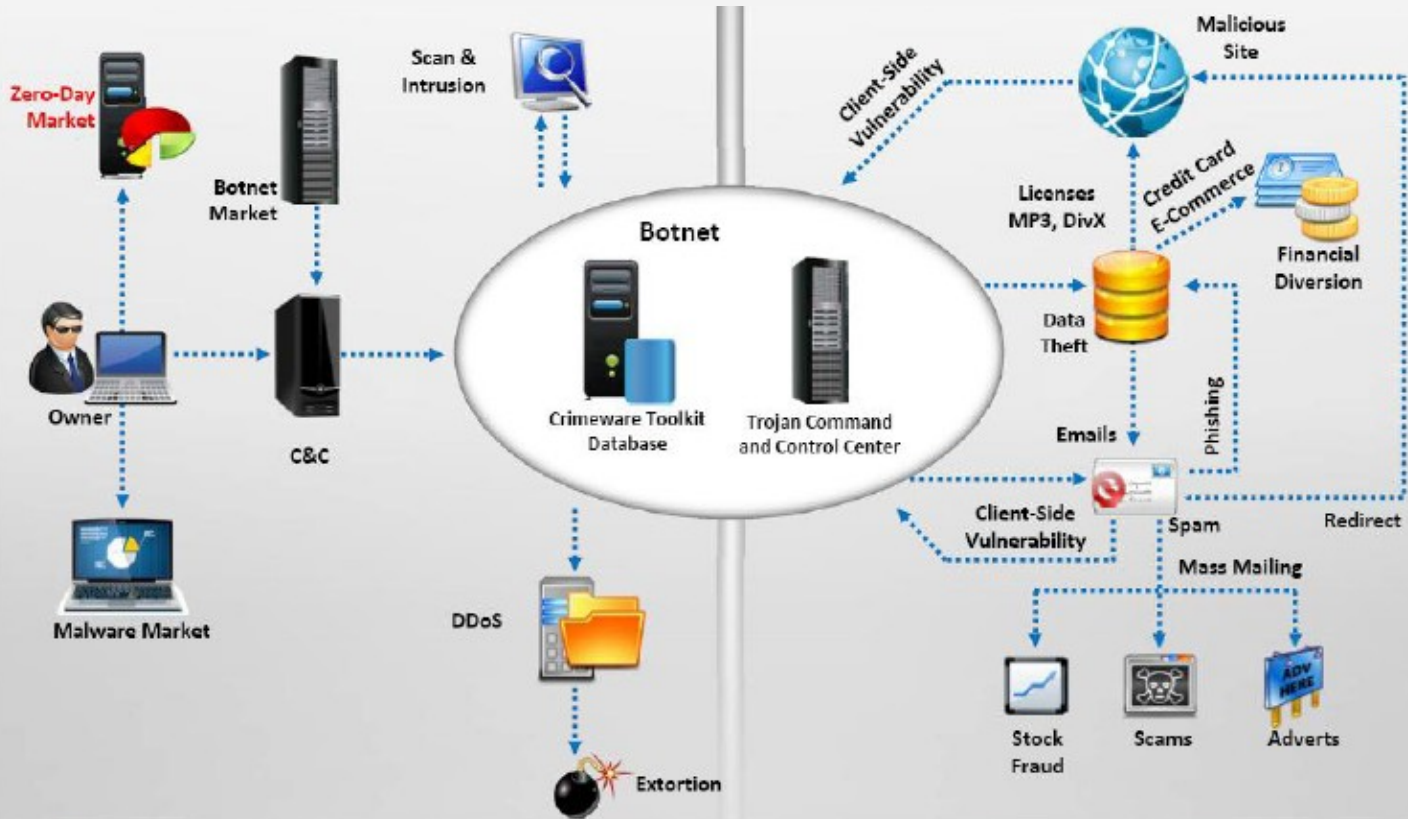 Zero-Day
Market
Scan &
Intrusion
Botnet
Market
Owner
C&C
Malware Market
Botnet
Crimeware Toolkit
Database
Trojan Command
and Control Center
DDoS
Extortion
Client-Side
Vulnerability
Malicious
Site
Licenses
MP3, DivX
Credit Card
E-Commerce
Financial
Diversion
Data
Theft
Emails
Phishing
Client-Side
Vulnerability
Spam
Redirect
Mass Mailing
Stock
Fraud
Scams
ADV
HERE
Adverts